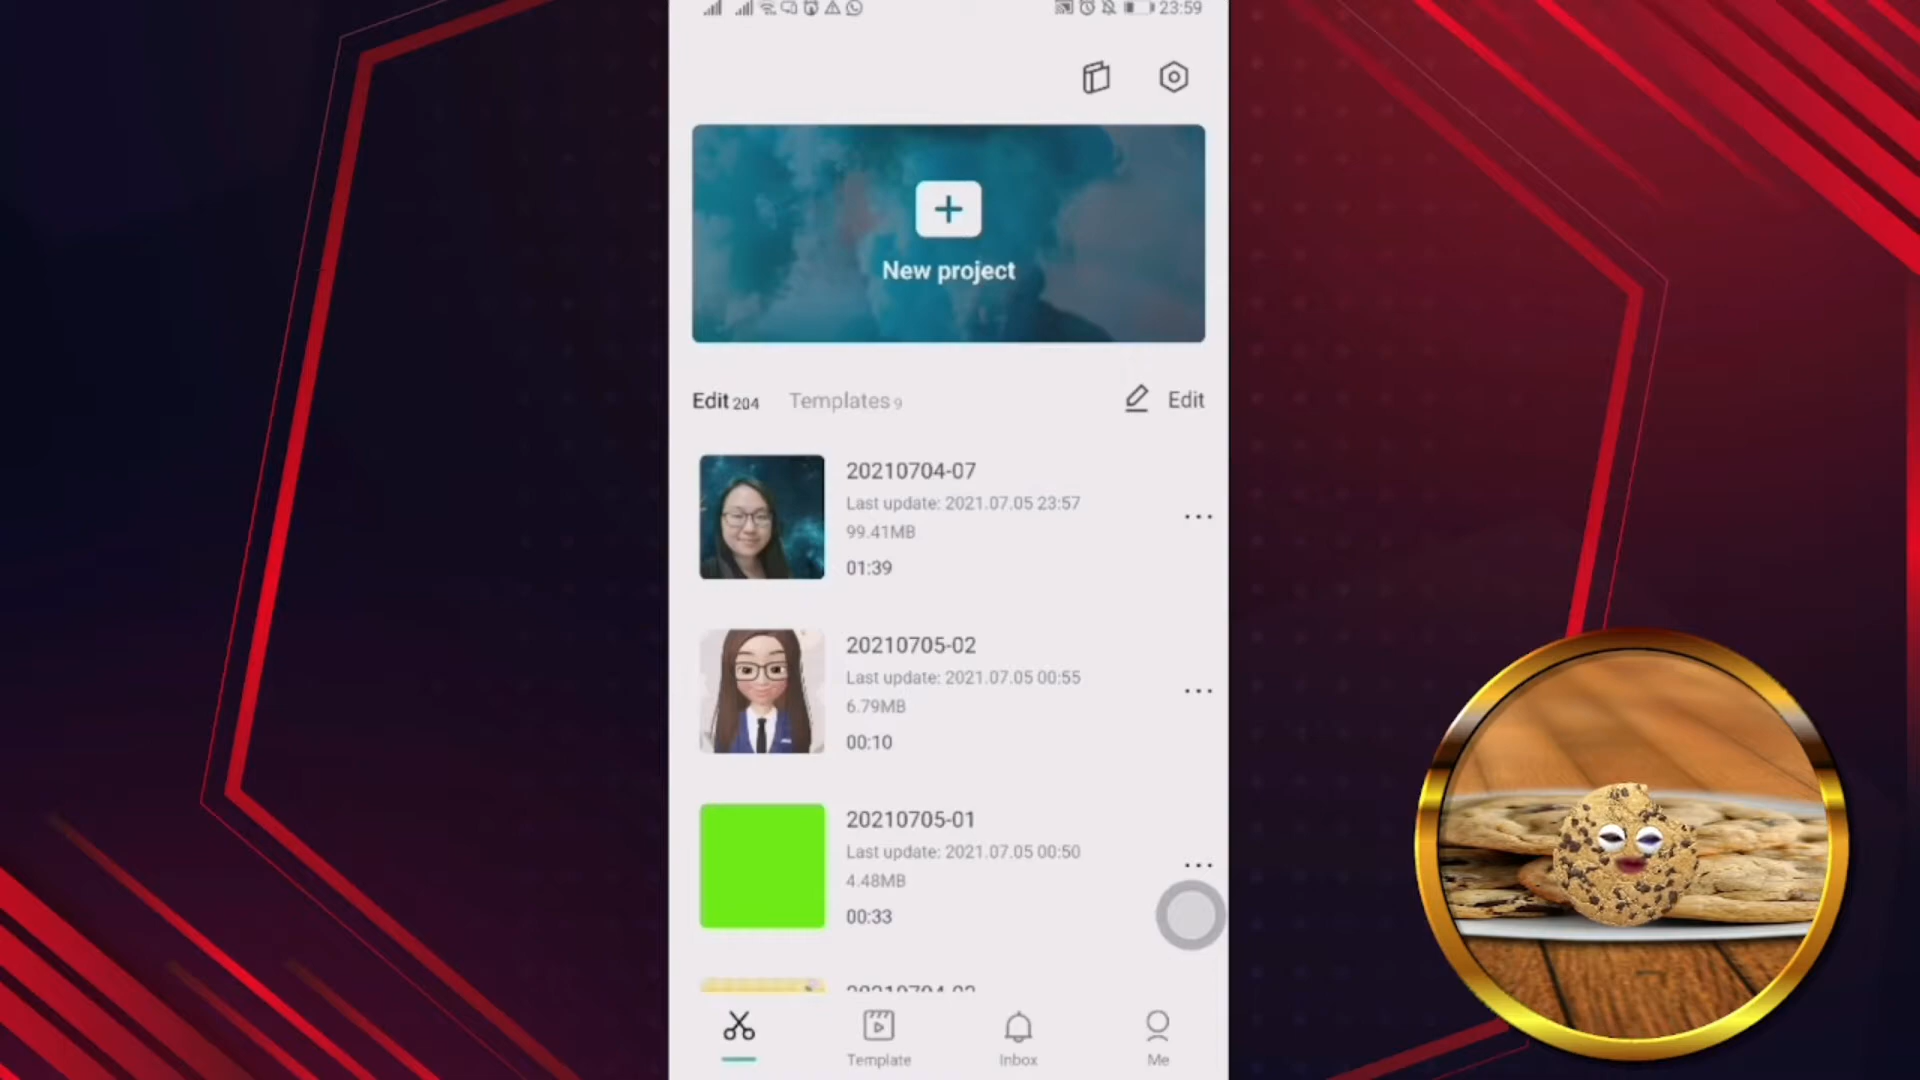 23:59
New project
Edit 204 Templates 9 Edit
20210704-07
Last update: 2021.07.05 23:57
99.41MB
01:39
20210705-02
Last update: 2021.07.05 00:55
6.79MB
00:10
20210705-01
Last update: 2021.07.05 00:50
4.48MB
00:33
Template
Inbox
Me